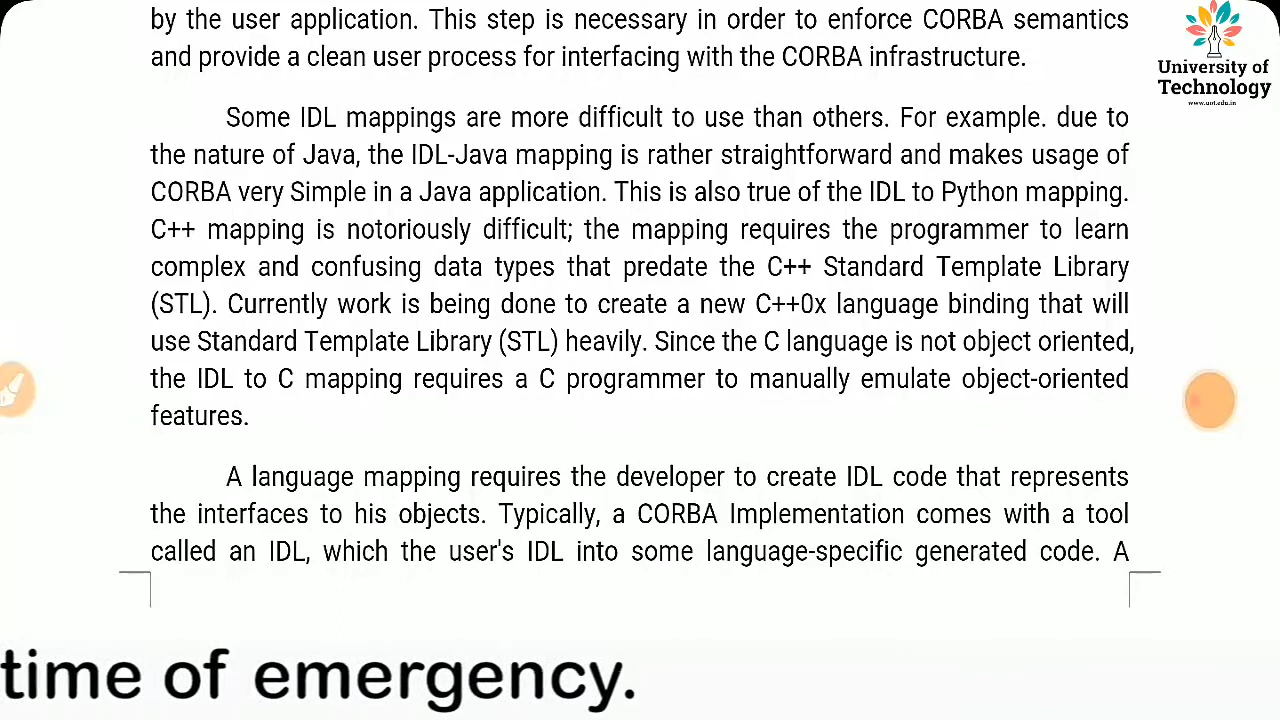 by the user application. This step is necessary in order to enforce CORBA semantics
and provide a clean user process for interfacing with the CORBA infrastructure.
University of
Technology
www.uot.edu.in
Some IDL mappings are more difficult to use than others. For example. due to
the nature of Java, the IDL-Java mapping is rather straightforward and makes usage of
CORBA very Simple in a Java application. This is also true of the IDL to Python mapping.
C++ mapping is notoriously difficult; the mapping requires the programmer to learn
complex and confusing data types that predate the C++ Standard Template Library
(STL). Currently work is being done to create a new C++0x language binding that will
use Standard Template Library (STL) heavily. Since the C language is not object oriented,
the IDL to C mapping requires a C programmer to manually emulate object-oriented
features.
A language mapping requires the developer to create IDL code that represents
the interfaces to his objects. Typically, a CORBA Implementation comes with a tool
called an IDL, which the user's IDL into some language-specific generated code. A
time of emergency.